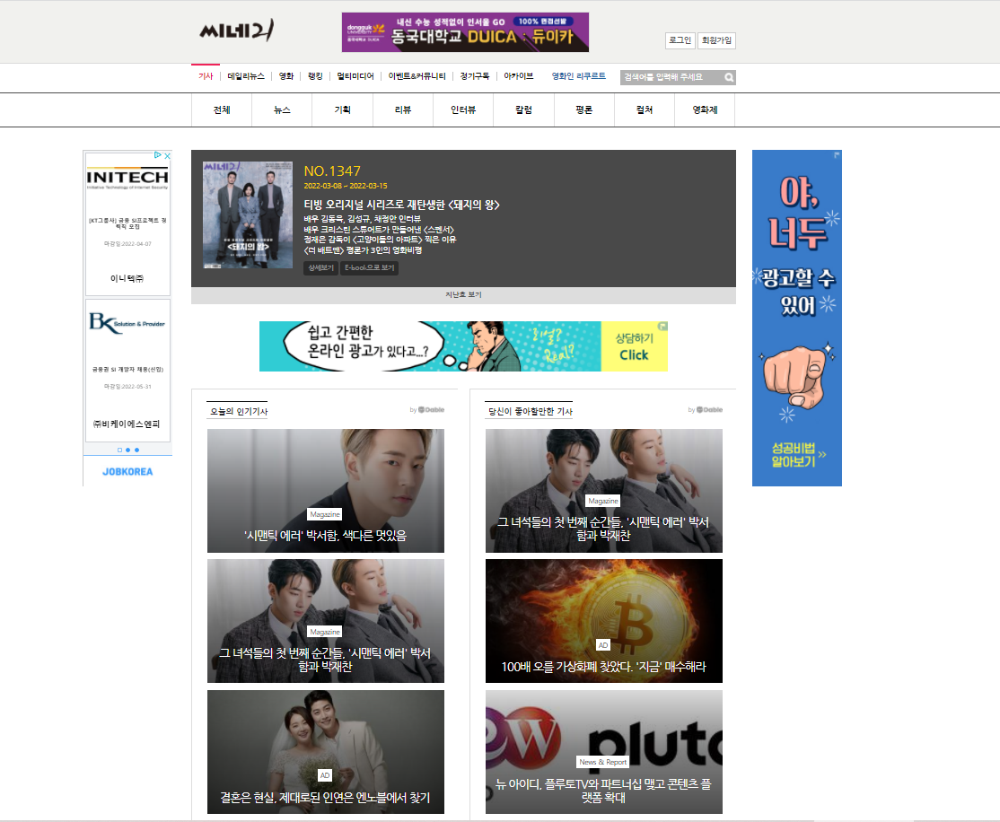 씨네21
dongguk UNIVERSITY
동국대학교 DUICA
내신 수능 성적없이 인서울 GO 100% 면접선발
동국대학교 DUICA : 듀이카
로그인 회원가입
기사 데일리뉴스 영화 랭킹 멀티미디어 이벤트&커뮤니티 정기구독 아카이브 영화인 리쿠르트 검색어를 입력해 주세요
전체 뉴스 기획 리뷰 인터뷰 칼럼 평론 컬쳐 영화제
INITECH
Initiative Technology of Internet Security
[KT그룹사] 금융 SI프로젝트 경
력직 모집
마감일:2022-04-07
이니텍㈜
BK Solution & Provider
금융권 SI 개발자 채용(신입)
마감일:2022-05-31
㈜비케이에스엔피
JOBKOREA
씨네21
<돼지의 왕>
NO.1347
2022-03-08 ~ 2022-03-15
티빙 오리지널 시리즈로 재탄생한 <돼지의 왕>
배우 김동욱, 김성규, 채정안 인터뷰
배우 크리스틴 스튜어트가 만들어낸 <스펜서>
정재은 감독이 <고양이들의 아파트> 찍은 이유
<더 배트맨> 평론가 3인의 영화비평
상세보기 E-book으로 보기
지난호 보기
쉽고 간편한
온라인 광고가 있다고...?
리얼?
Real?
상담하기
Click
야,
너두
광고할 수
있어
성공비법
알아보기
오늘의 인기기사 by Dable
Magazine
'시맨틱 에러' 박서함, 색다른 멋있음
Magazine
그 녀석들의 첫 번째 순간들, '시맨틱 에러' 박서
함과 박재찬
AD
결혼은 현실, 제대로된 인연은 엔노블에서 찾기
당신이 좋아할만한 기사 by Dable
Magazine
그 녀석들의 첫 번째 순간들, '시맨틱 에러' 박서
함과 박재찬
AD
100배 오를 가상화폐 찾았다. '지금' 매수해라
pluto
News & Report
뉴 아이디, 플루토TV와 파트너십 맺고 콘텐츠 플
랫폼 확대